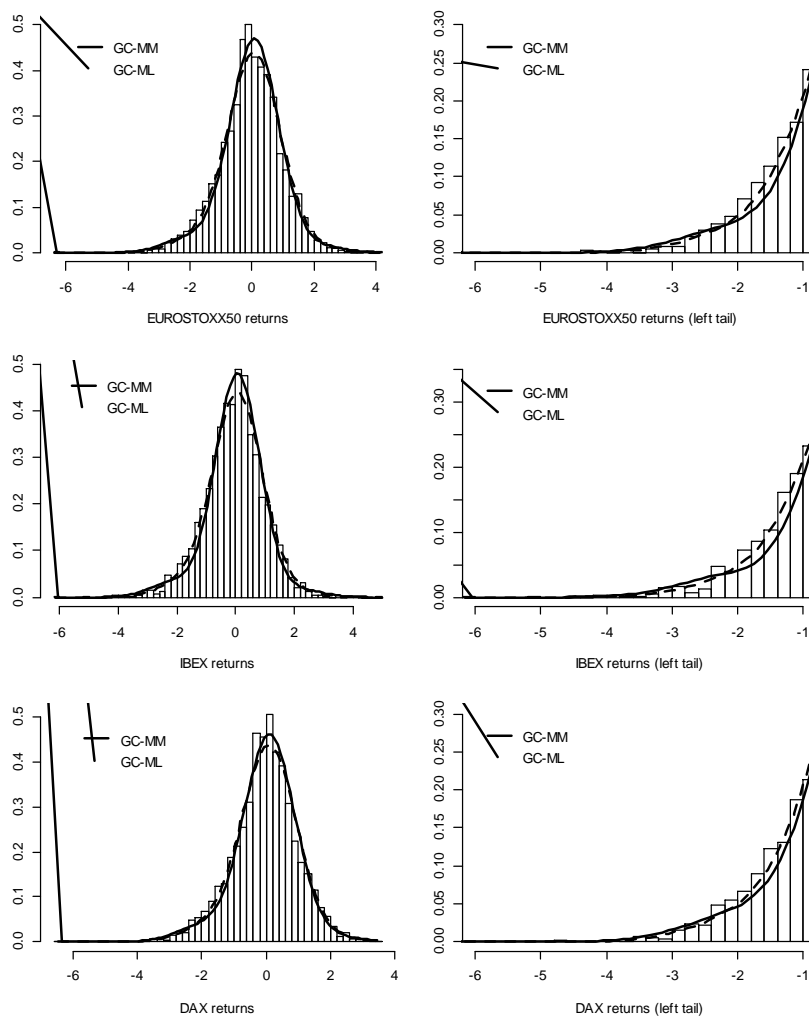 0.0 0.1 0.2 0.3 0.4 0.5
GC-MM
GC-ML
-6 -4 -2 0 2 4
EUROSTOXX50 returns
0.00 0.05 0.10 0.15 0.20 0.25 0.30
GC-MM
GC-ML
-6 -5 -4 -3 -2 -1
EUROSTOXX50 returns (left tail)
0.0 0.1 0.2 0.3 0.4 0.5
GC-MM
GC-ML
-6 -4 -2 0 2 4
IBEX returns
0.00 0.10 0.20 0.30
GC-MM
GC-ML
-6 -5 -4 -3 -2 -1
IBEX returns (left tail)
0.0 0.1 0.2 0.3 0.4 0.5
GC-MM
GC-ML
-6 -4 -2 0 2 4
DAX returns
0.00 0.05 0.10 0.15 0.20 0.25 0.30
GC-MM
GC-ML
-6 -5 -4 -3 -2 -1
DAX returns (left tail)